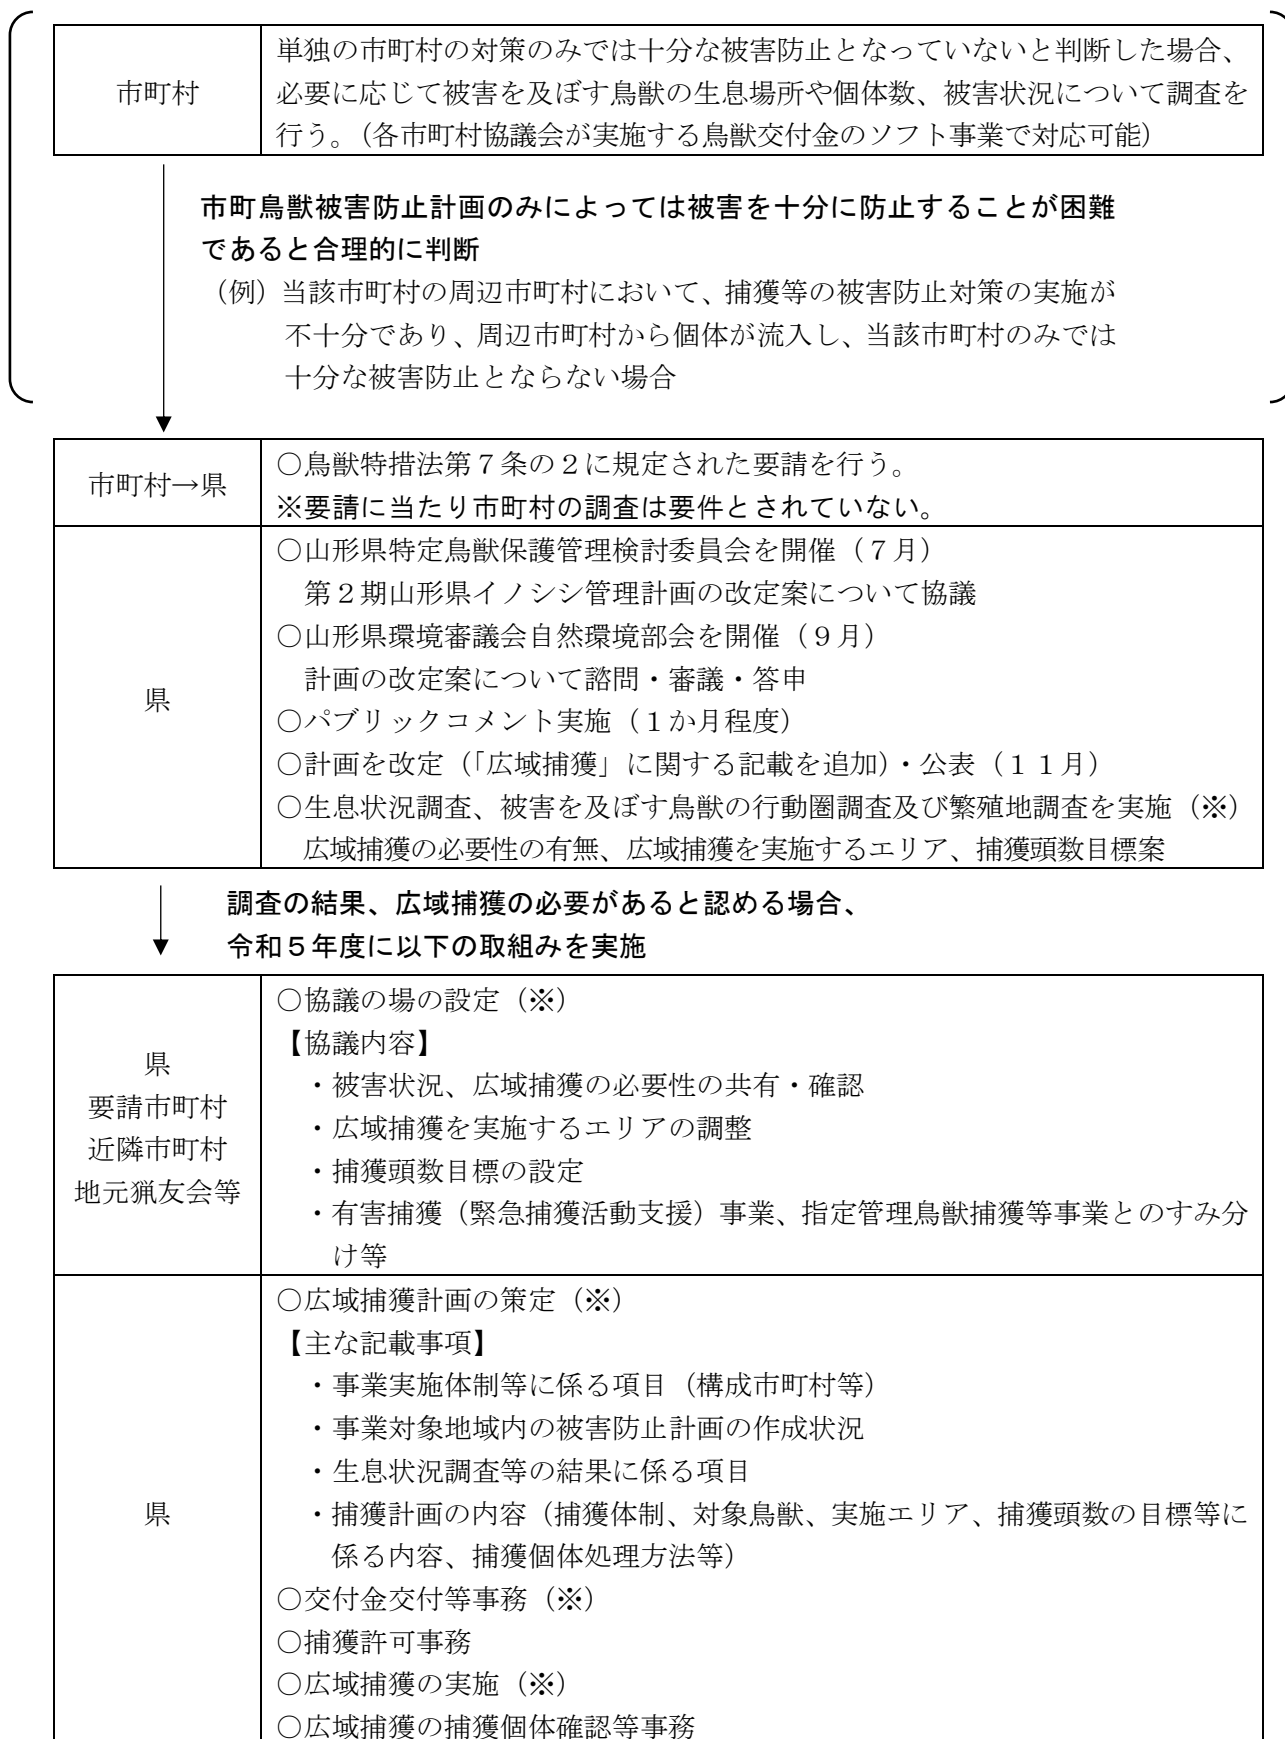 市町村
単独の市町村の対策のみでは十分な被害防止となっていないと判断した場合、
必要に応じて被害を及ぼす鳥獣の生息場所や個体数、被害状況について調査を
行う。（各市町村協議会が実施する鳥獣交付金のソフト事業で対応可能）
市町鳥獣被害防止計画のみによっては被害を十分に防止することが困難
であると合理的に判断
（例）当該市町村の周辺市町村において、捕獲等の被害防止対策の実施が
不十分であり、周辺市町村から個体が流入し、当該市町村のみでは
十分な被害防止とならない場合
市町村→県
○鳥獣特措法第７条の２に規定された要請を行う。
※要請に当たり市町村の調査は要件とされていない。
県
○山形県特定鳥獣保護管理検討委員会を開催（７月）
第２期山形県イノシシ管理計画の改定案について協議
○山形県環境審議会自然環境部会を開催（９月）
計画の改定案について諮問・審議・答申
○パブリックコメント実施（１か月程度）
○計画を改定（「広域捕獲」に関する記載を追加）・公表（１１月）
○生息状況調査、被害を及ぼす鳥獣の行動圏調査及び繁殖地調査を実施（※）
広域捕獲の必要性の有無、広域捕獲を実施するエリア、捕獲頭数目標案
調査の結果、広域捕獲の必要があると認める場合、
令和５年度に以下の取組みを実施
県
要請市町村
近隣市町村
地元猟友会等
○協議の場の設定（※）
【協議内容】
・被害状況、広域捕獲の必要性の共有・確認
・広域捕獲を実施するエリアの調整
・捕獲頭数目標の設定
・有害捕獲（緊急捕獲活動支援）事業、指定管理鳥獣捕獲等事業とのすみ分
け等
県
○広域捕獲計画の策定（※）
【主な記載事項】
・事業実施体制等に係る項目（構成市町村等）
・事業対象地域内の被害防止計画の作成状況
・生息状況調査等の結果に係る項目
・捕獲計画の内容（捕獲体制、対象鳥獣、実施エリア、捕獲頭数の目標等に
係る内容、捕獲個体処理方法等）
○交付金交付等事務（※）
○捕獲許可事務
○広域捕獲の実施（※）
○広域捕獲の捕獲個体確認等事務